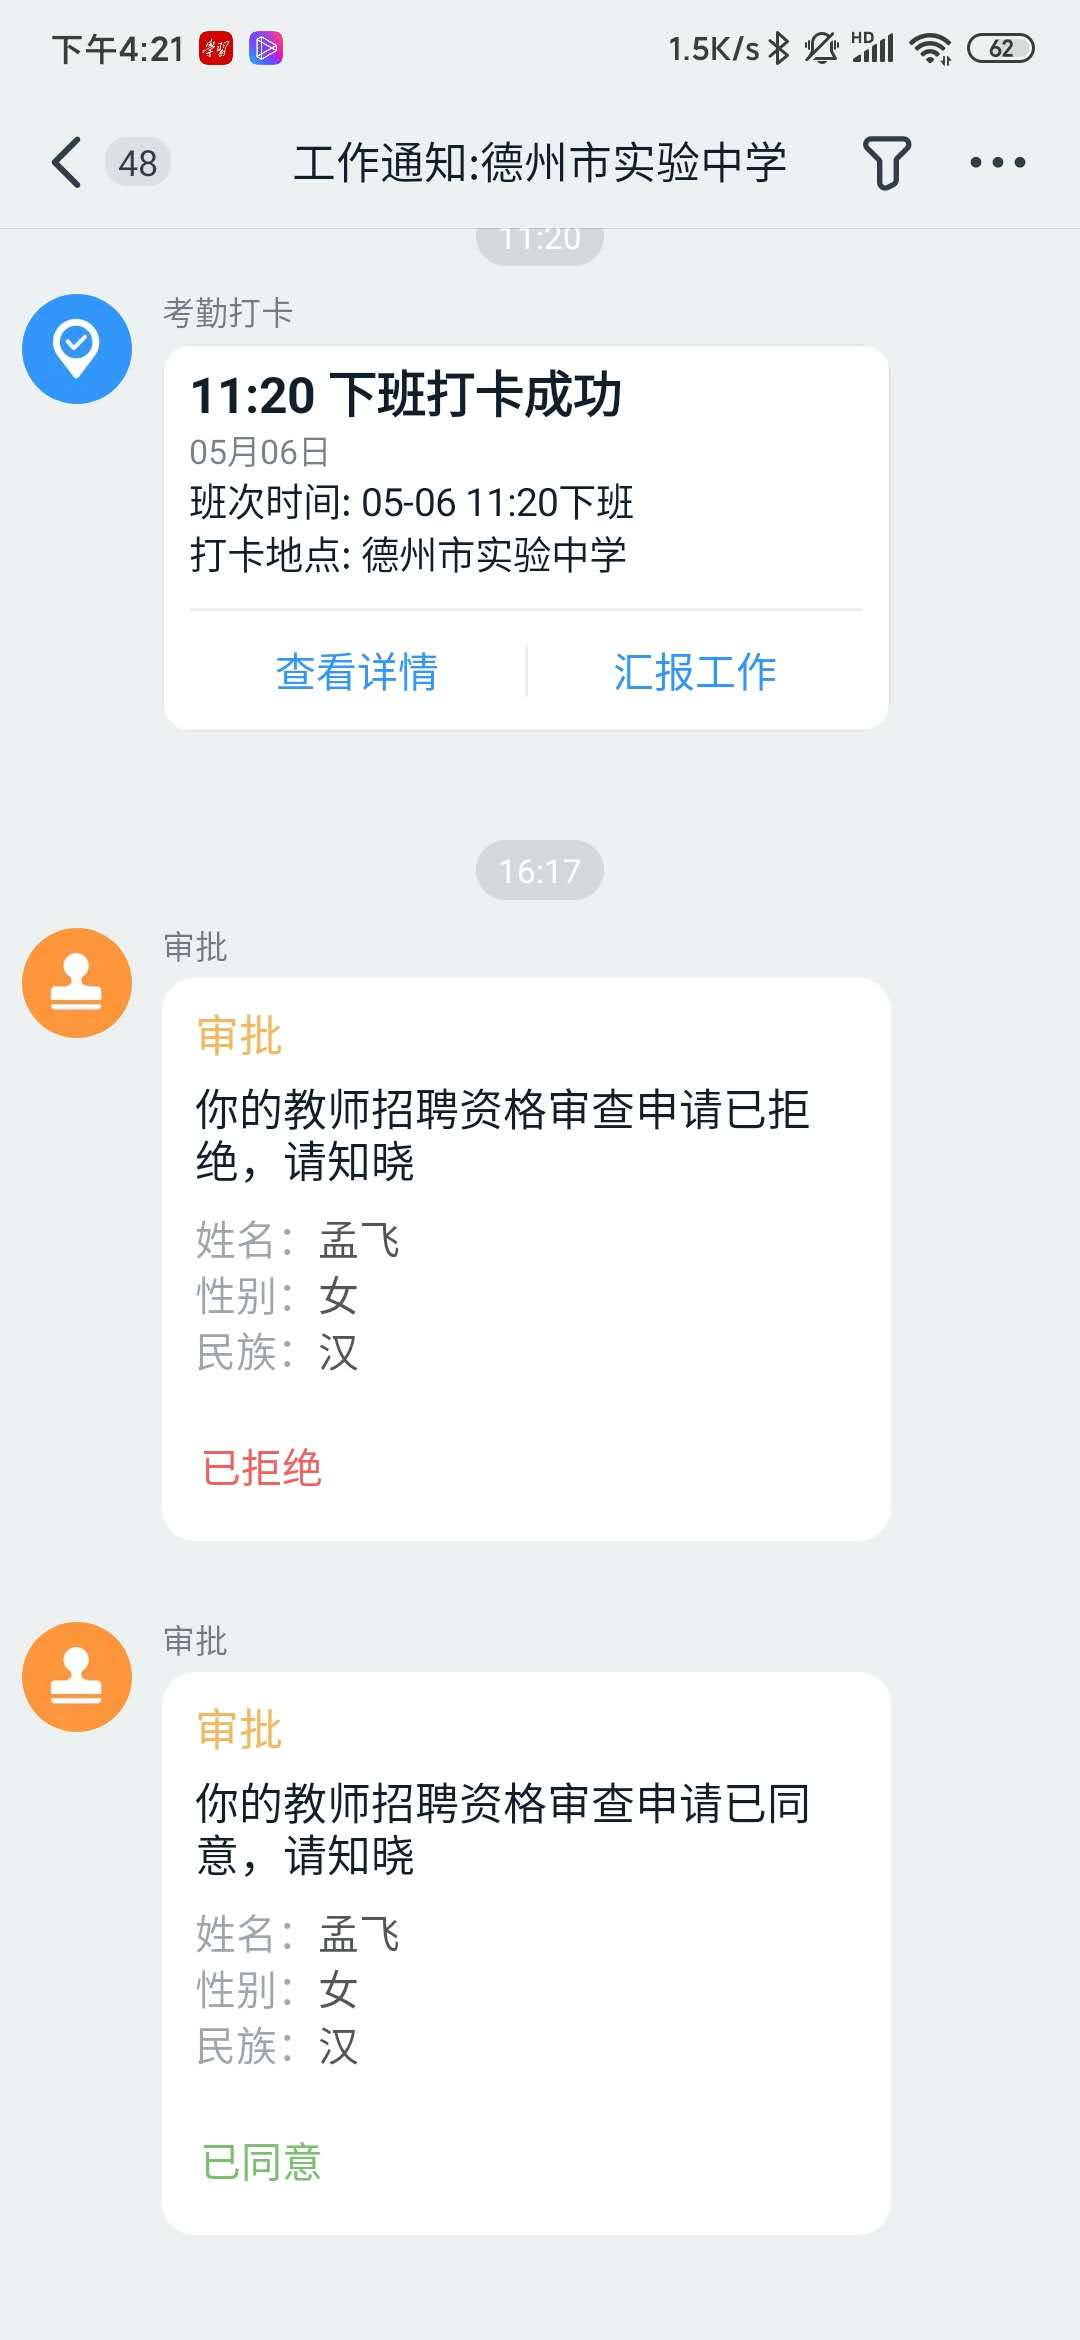 下午4:21
1.5K/s
HD
62
48
工作通知:德州市实验中学
11:20
考勤打卡
11:20 下班打卡成功
05月06日
班次时间: 05-06 11:20下班
打卡地点: 德州市实验中学
查看详情
汇报工作
16:17
审批
审批
你的教师招聘资格审查申请已拒
绝，请知晓
姓名：孟飞
性别：女
民族：汉
已拒绝
审批
审批
你的教师招聘资格审查申请已同
意，请知晓
姓名：孟飞
性别：女
民族：汉
已同意